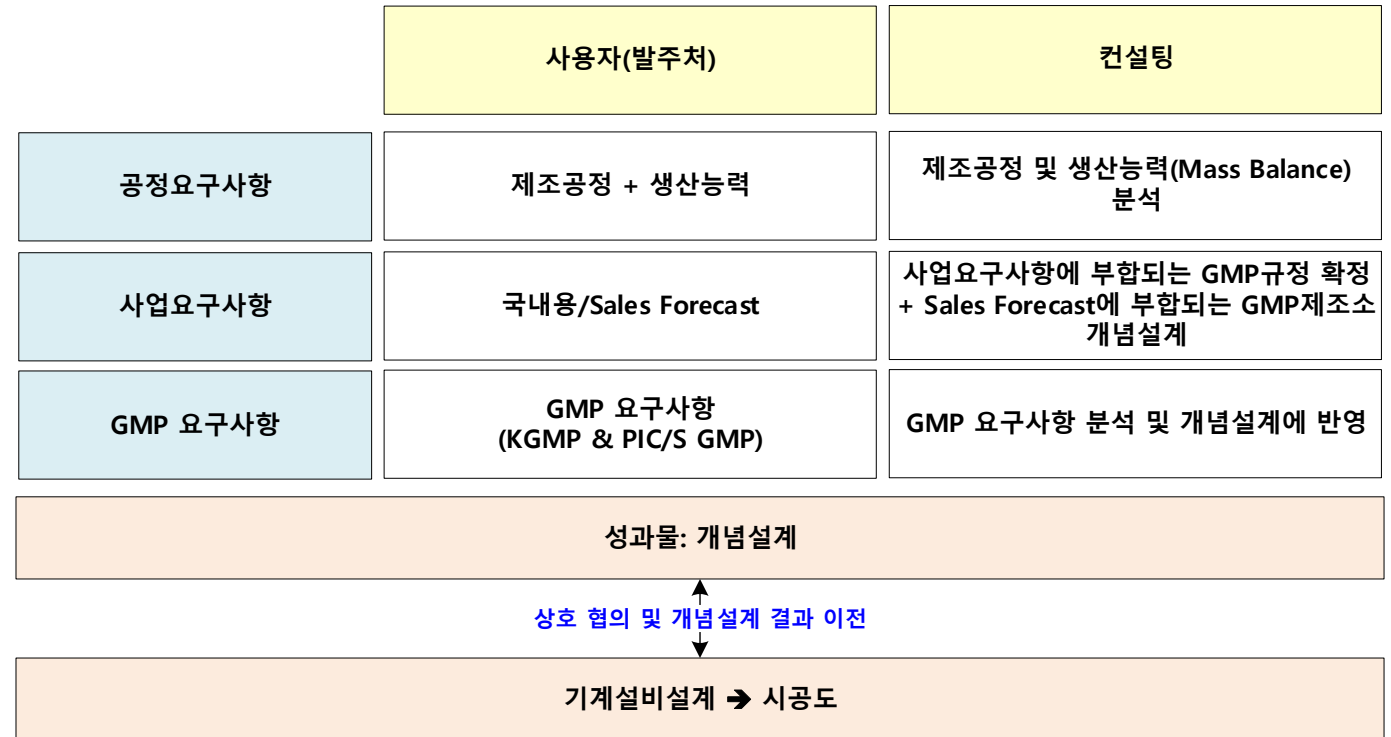 사용자(발주처)
컨설팅
공정요구사항
제조공정 + 생산능력
제조공정 및 생산능력(Mass Balance)
분석
사업요구사항
국내용/Sales Forecast
사업요구사항에 부합되는 GMP규정 확정
+ Sales Forecast에 부합되는 GMP제조소
개념설계
GMP 요구사항
GMP 요구사항
(KGMP & PIC/S GMP)
GMP 요구사항 분석 및 개념설계에 반영
성과물: 개념설계
상호 협의 및 개념설계 결과 이전
기계설비설계 → 시공도